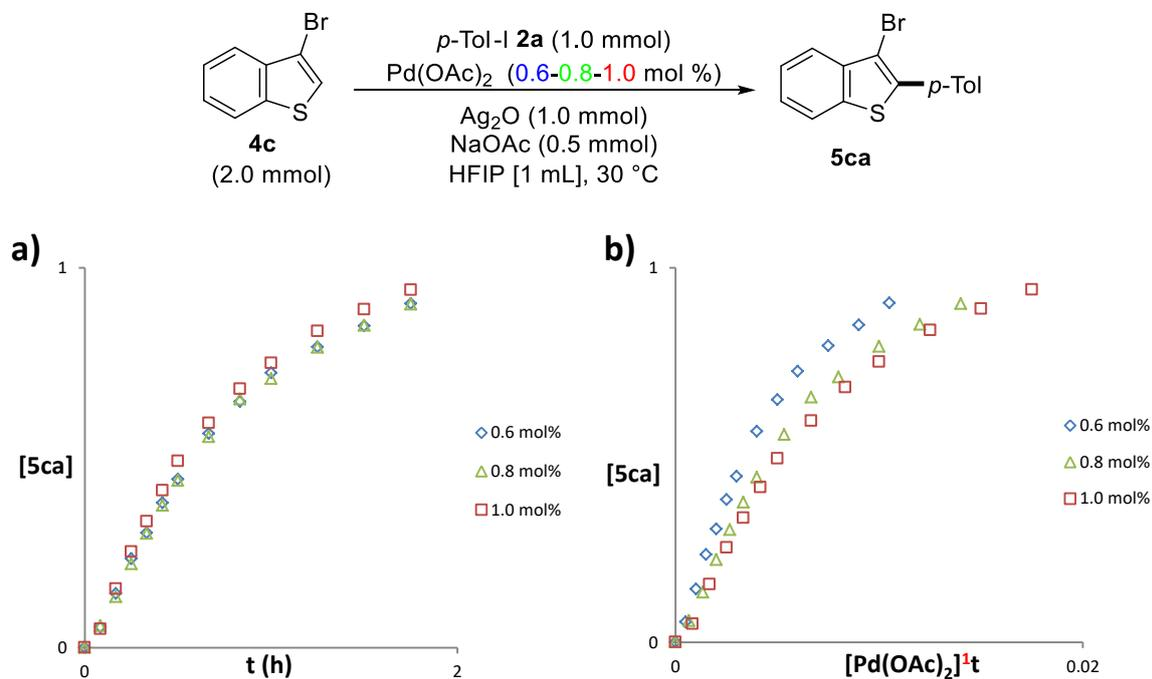 Br
S
4c
(2.0 mmol)
p-Tol-I 2a (1.0 mmol)
Pd(OAc)2 (0.6-0.8-1.0 mol %)
Ag2O (1.0 mmol)
NaOAc (0.5 mmol)
HFIP [1 mL], 30 °C
Br
p-Tol
S
5ca
a)
1
[5ca]
0
0
t (h)
2
0.6 mol%
0.8 mol%
1.0 mol%
b)
1
[5ca]
0
0
[Pd(OAc)2]1t
0.02
0.6 mol%
0.8 mol%
1.0 mol%